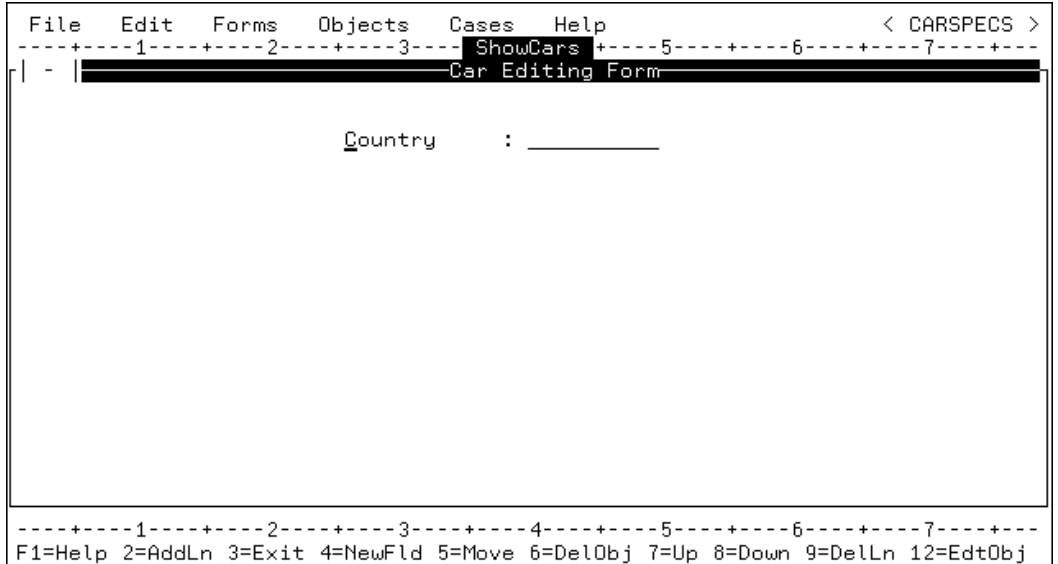 File Edit Forms Objects Cases Help < CARSPECS >
----+----1----+----2----+----3---- ShowCars +----5----+----6----+----7----+---
| - | Car Editing Form
Country : __________
----+----1----+----2----+----3----+----4----+----5----+----6----+----7----+---
F1=Help 2=AddLn 3=Exit 4=NewFld 5=Move 6=DelObj 7=Up 8=Down 9=DelLn 12=EdtObj